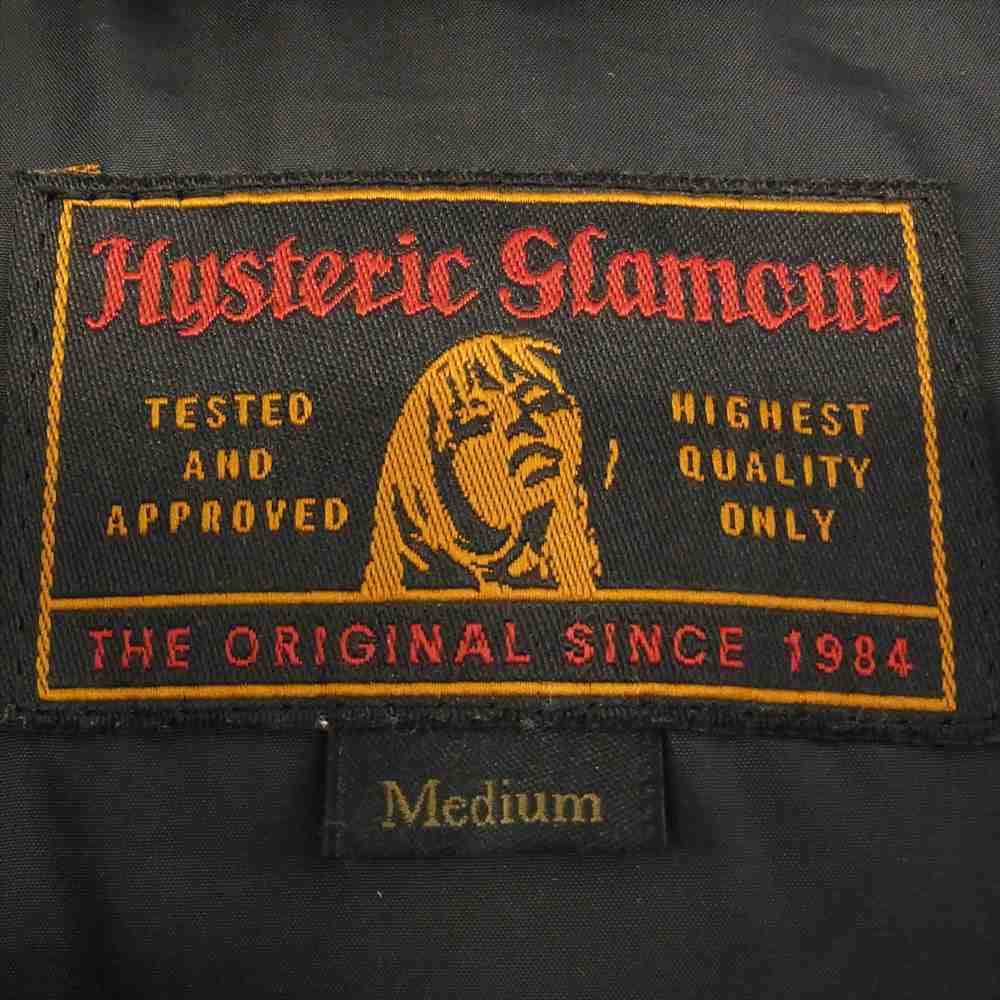 Hysteric Glamour
TESTED
AND
APPROVED
HIGHEST
QUALITY
ONLY
THE ORIGINAL SINCE 1984
Medium